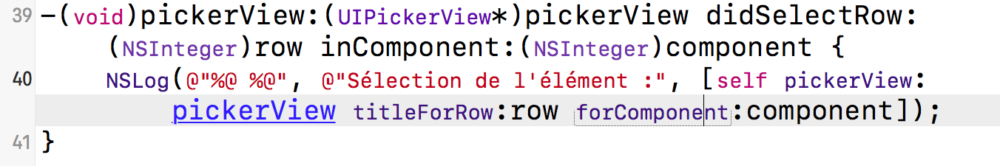 39 -(void)pickerView:(UIPickerView*)pickerView didSelectRow:
(NSInteger)row inComponent:(NSInteger)component {
40 NSLog(@"%@ %@", @"Sélection de l'élément :", [self pickerView:
pickerView titleForRow:row forComponent:component]);
41 }